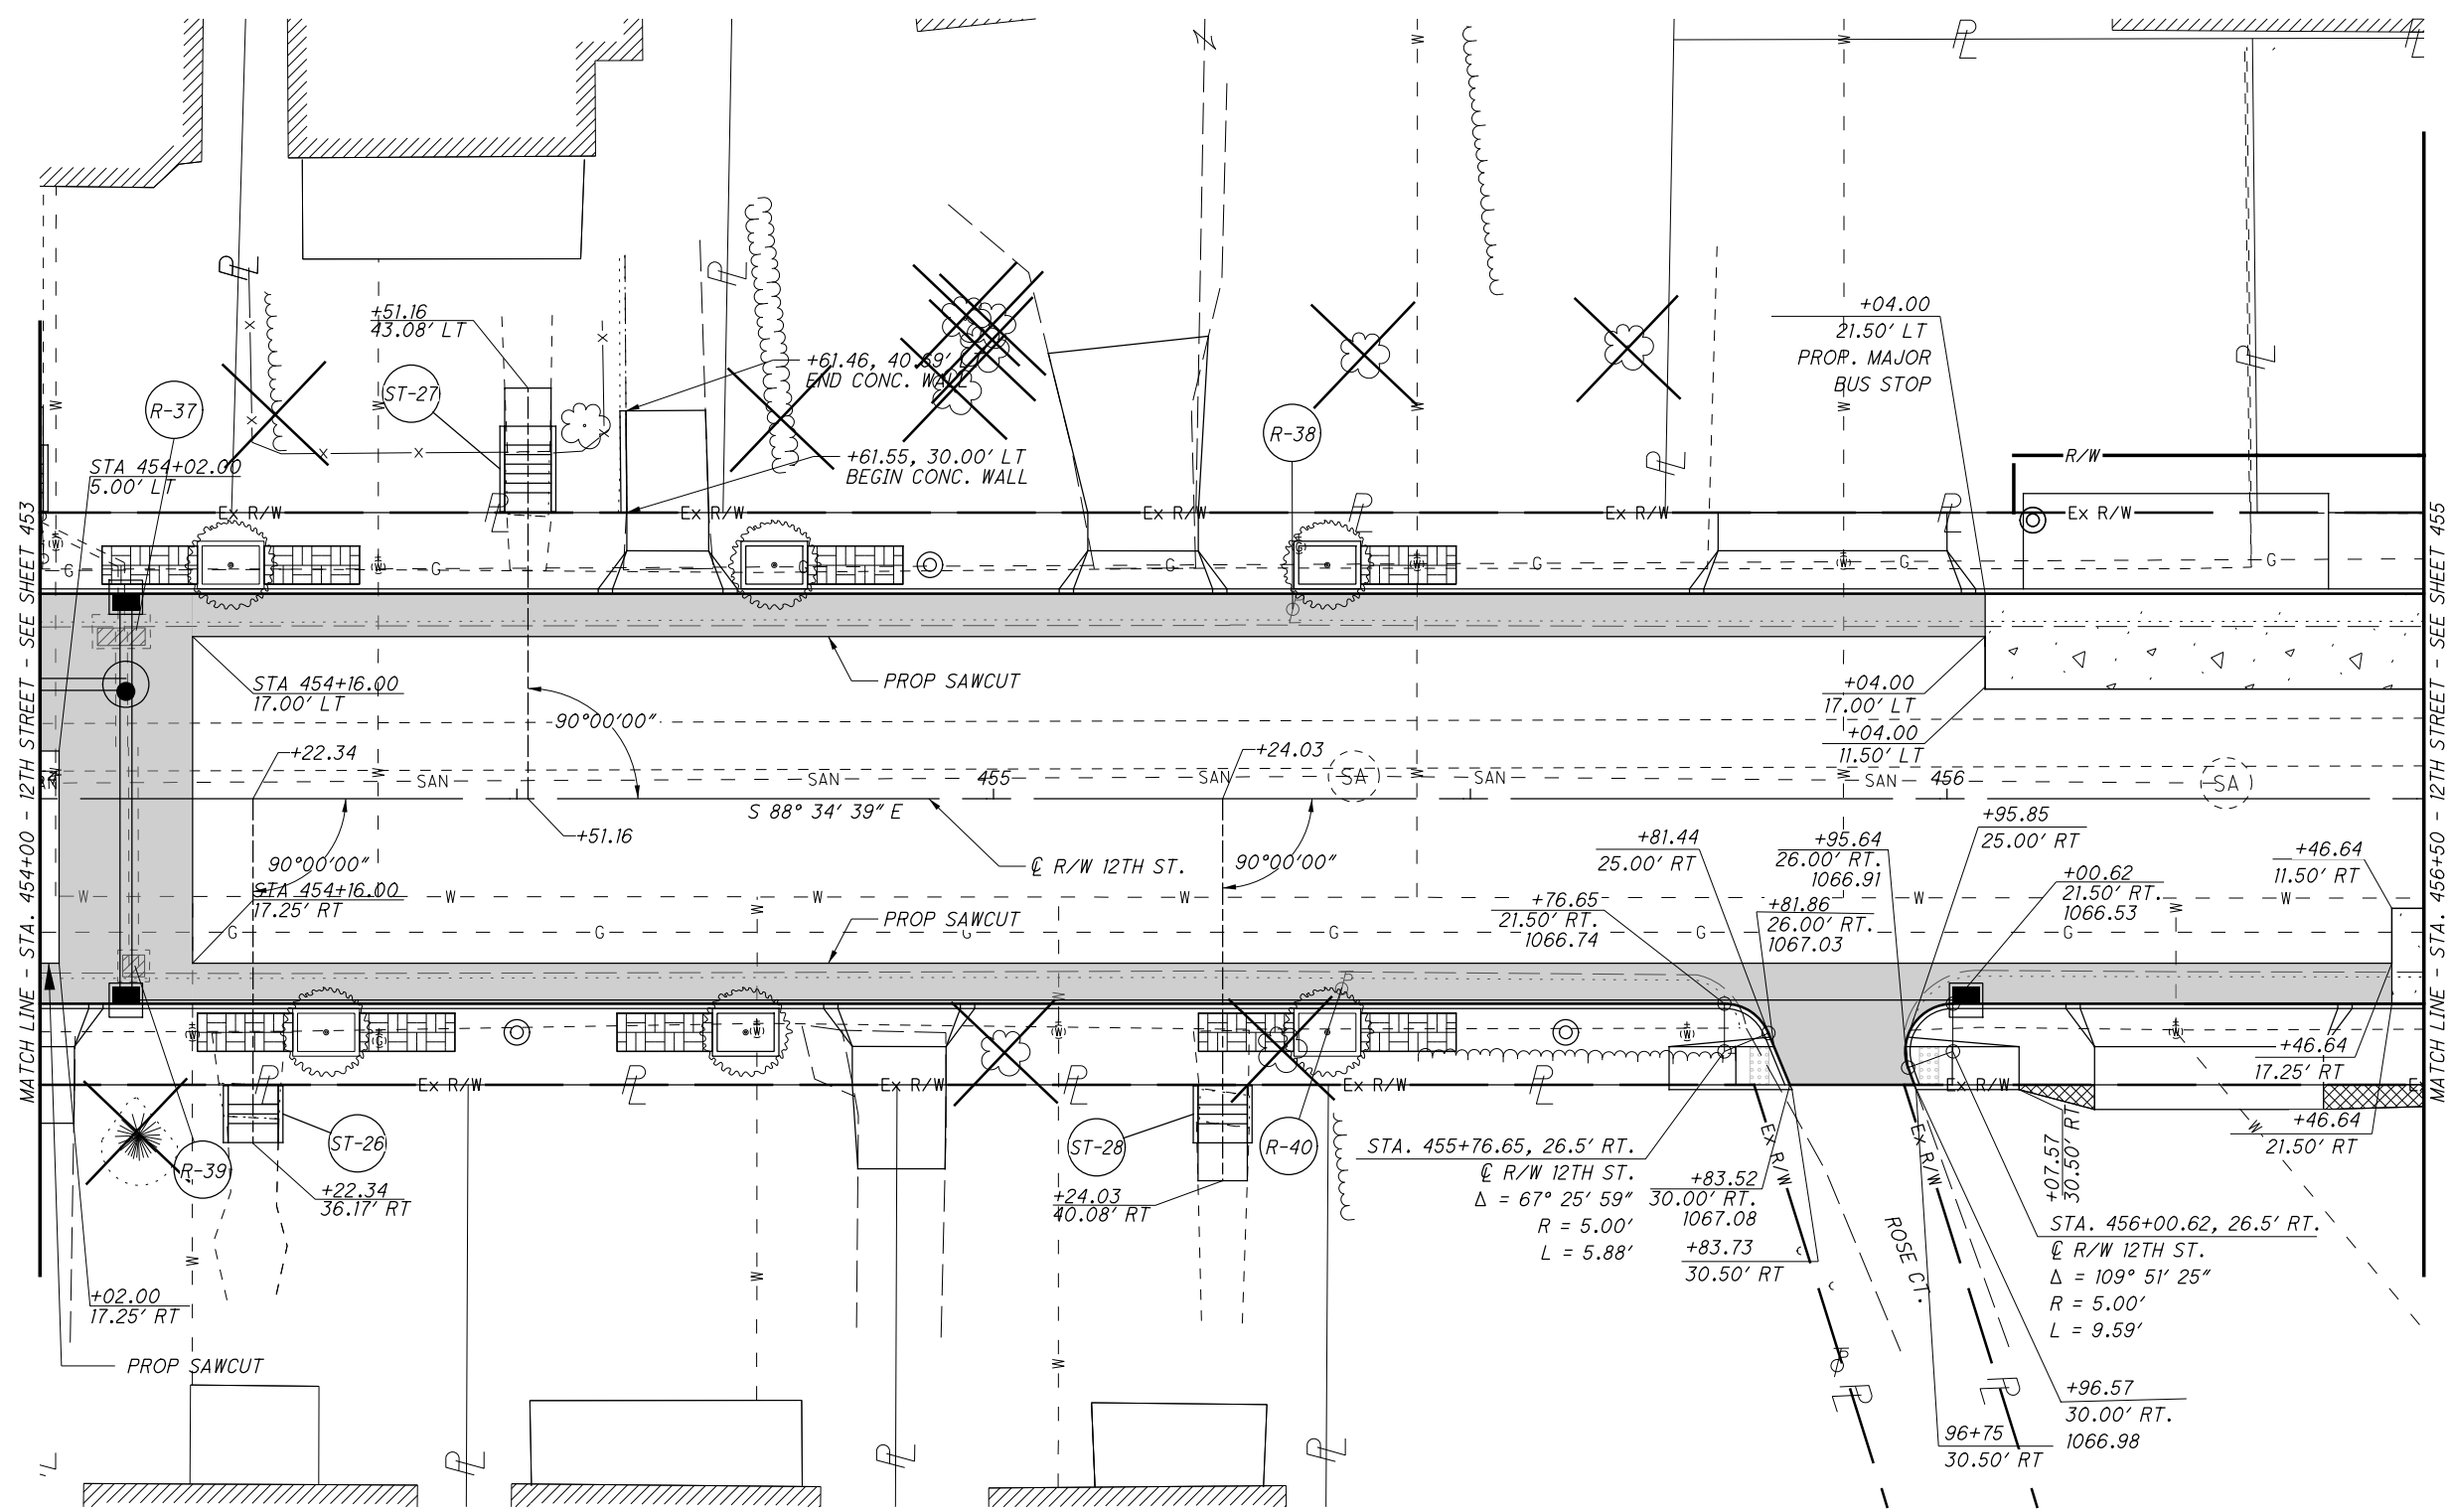 +51.16
43.08' LT
ST-27
R-37
STA 454+02.00
5.00' LT
+61.46, 40.69' LT
END CONC. WALL
+61.55, 30.00' LT
BEGIN CONC. WALL
R-38
+04.00
21.50' LT
PROP. MAJOR
BUS STOP
R/W
Ex R/W
Ex R/W
Ex R/W
Ex R/W
Ex R/W
G
G
G
G
G
G
G
STA 454+16.00
17.00' LT
PROP SAWCUT
90°00'00"
+04.00
17.00' LT
+04.00
11.50' LT
+22.34
+24.03
SAN
SAN
455
SAN
SA
SAN
SAN
456
SA
S 88° 34' 39" E
+51.16
℄ R/W 12TH ST.
90°00'00"
90°00'00"
STA 454+16.00
17.25' RT
PROP SAWCUT
W
W
W
W
W
W
G
G
G
G
G
G
+81.44
25.00' RT
+95.64
26.00' RT.
1066.91
+95.85
25.00' RT
+46.64
11.50' RT
+76.65
21.50' RT.
1066.74
+81.86
26.00' RT.
1067.03
+00.62
21.50' RT.
1066.53
MATCH LINE - STA. 454+00 - 12TH STREET - SEE SHEET 453
MATCH LINE - STA. 456+50 - 12TH STREET - SEE SHEET 455
Ex R/W
Ex R/W
Ex R/W
Ex R/W
+46.64
17.25' RT
+46.64
21.50' RT
R-39
ST-26
ST-28
R-40
+22.34
36.17' RT
+24.03
40.08' RT
STA. 455+76.65, 26.5' RT.
℄ R/W 12TH ST.
Δ = 67° 25' 59"
R = 5.00'
L = 5.88'
+83.52
30.00' RT.
1067.08
+83.73
30.50' RT
Ex R/W
Ex R/W
ROSE CT.
+07.57
30.50' RT
STA. 456+00.62, 26.5' RT.
℄ R/W 12TH ST.
Δ = 109° 51' 25"
R = 5.00'
L = 9.59'
+02.00
17.25' RT
PROP SAWCUT
+96.57
30.00' RT.
1066.98
96+75
30.50' RT